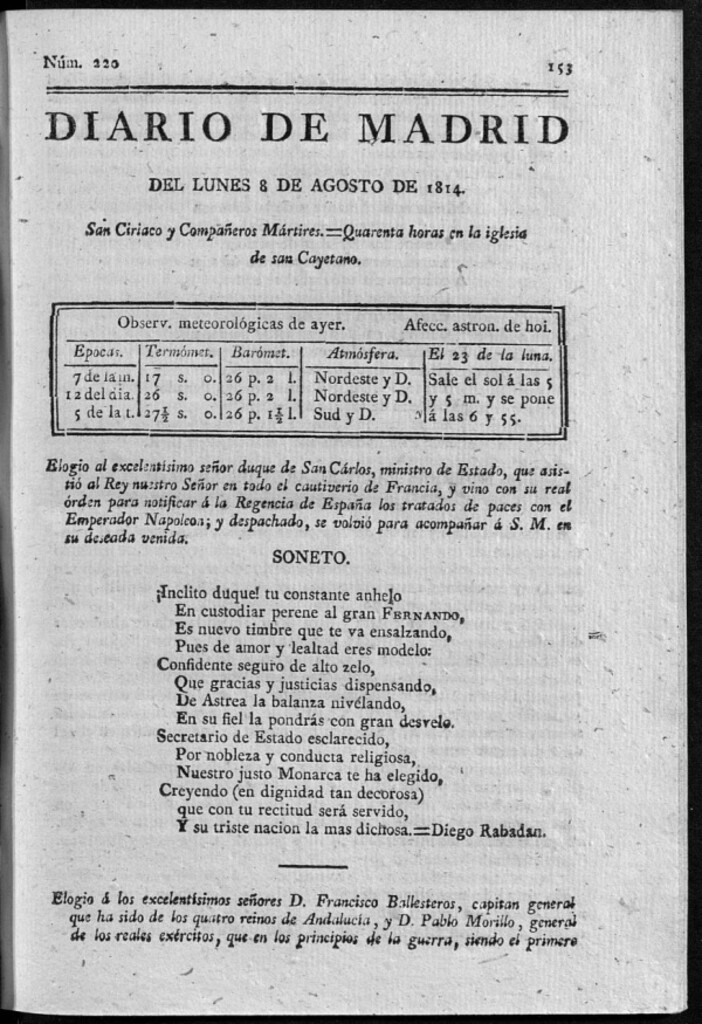 Núm. 220 153
DIARIO DE MADRID
DEL LUNES 8 DE AGOSTO DE 1814.
San Ciriaco y Compañeros Mártires.=Quarenta horas en la iglesia
de san Cayetano.
Observ. meteorológicas de ayer. Afecc. astron. de hoi.
Epocas. Termómet. Barómet. Atmósfera. El 23 de la luna.
7 de la m. 17 s. o. 26 p. 2 l. Nordeste y D. Sale el sol á las 5
12 del dia. 26 s. o. 26 p. 2 l. Nordeste y D. y 5 m. y se pone
5 de la t. 27½ s. o. 26 p. 1½ l. Sud y D. á las 6 y 55.
Elogio al excelentísimo señor duque de San Cárlos, ministro de Estado, que asis-
tió al Rey nuestro Señor en todo el cautiverio de Francia, y vino con su real
órden para notificar á la Regencia de España los tratados de paces con el
Emperador Napoleon; y despachado, se volvió para acompañar á S. M. en
su deseada venida.
SONETO.
¡Inclito duque! tu constante anhelo
En custodiar perene al gran FERNANDO,
Es nuevo timbre que te va ensalzando,
Pues de amor y lealtad eres modelo:
Confidente seguro de alto zelo,
Que gracias y justicias dispensando,
De Astrea la balanza nivélando,
En su fiel la pondrás con gran desvelo.
Secretario de Estado esclarecido,
Por nobleza y conducta religiosa,
Nuestro justo Monarca te ha elegido,
Creyendo (en dignidad tan decorosa)
que con tu rectitud será servido,
Y su triste nacion la mas dichosa.=Diego Rabadan.
Elogio á los excelentísimos señores D. Francisco Ballesteros, capitan general
que ha sido de los quatro reinos de Andalucía, y D. Pablo Morillo, general
de los reales exércitos, que en los principios de la guerra, siendo el primero